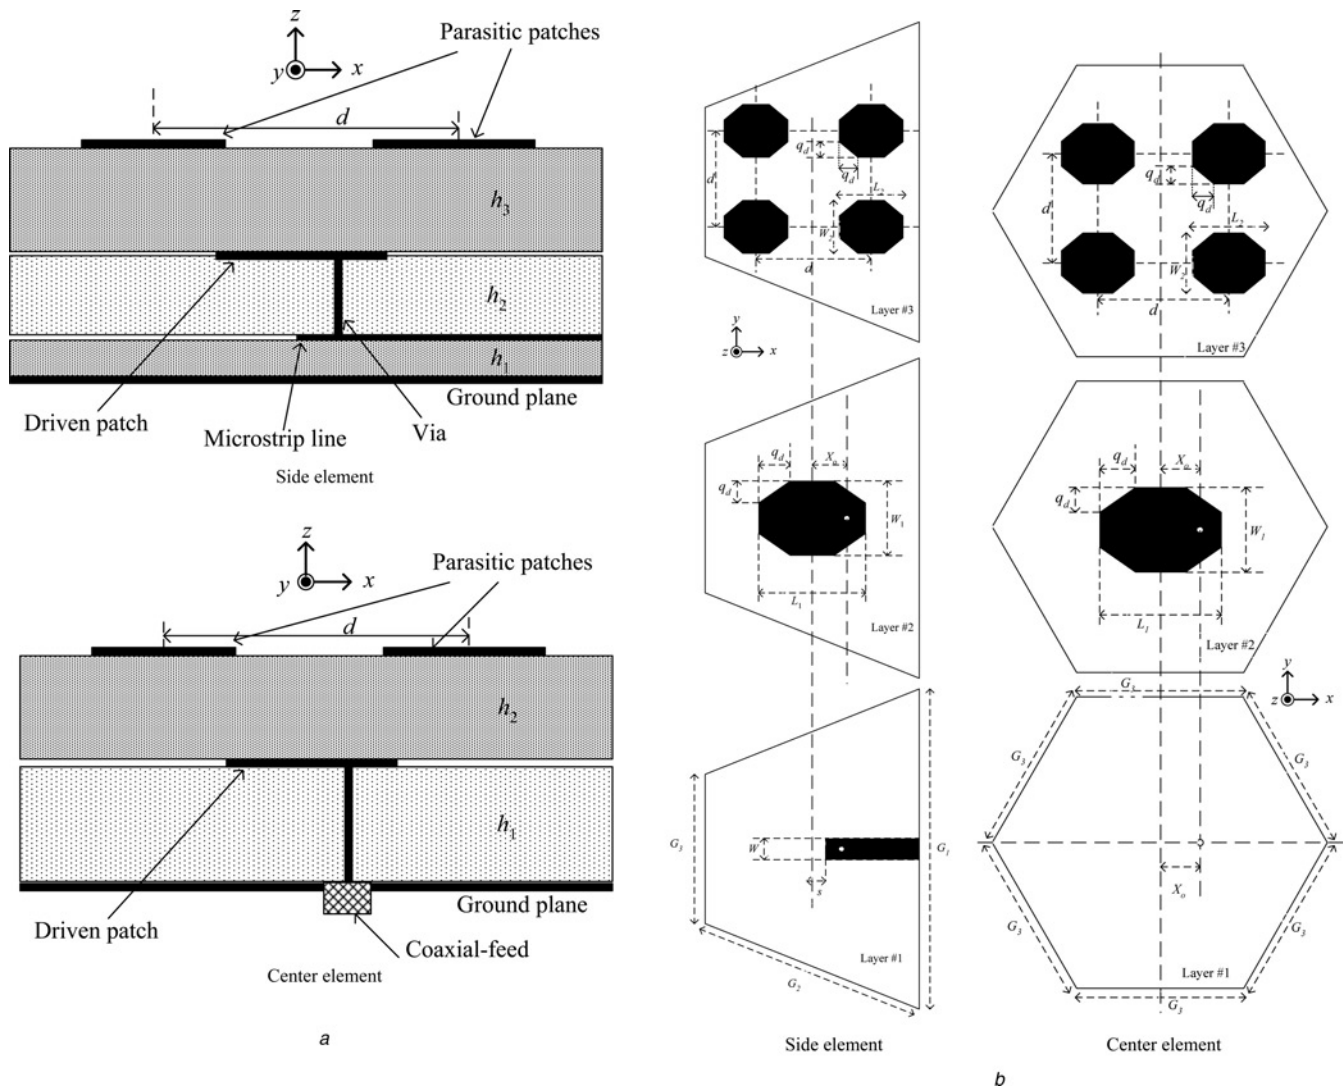 z
Parasitic patches
y
x
d
h3
h2
h1
Ground plane
Driven patch
Microstrip line
Via
Side element
z
Parasitic patches
y
x
d
h2
h1
Ground plane
Driven patch
Coaxial-feed
Center element
a
qd
qd
d
L2
W2
d
Layer #3
y
z
x
qd
Xo
qd
W1
L1
Layer #2
G3
W
s
G1
Layer #1
G2
Side element
qd
qd
d
L2
W2
d
Layer #3
qd
Xo
qd
W1
L1
Layer #2
y
z
x
G3
G3
G3
Xo
G3
G3
Layer #1
G3
Center element
b